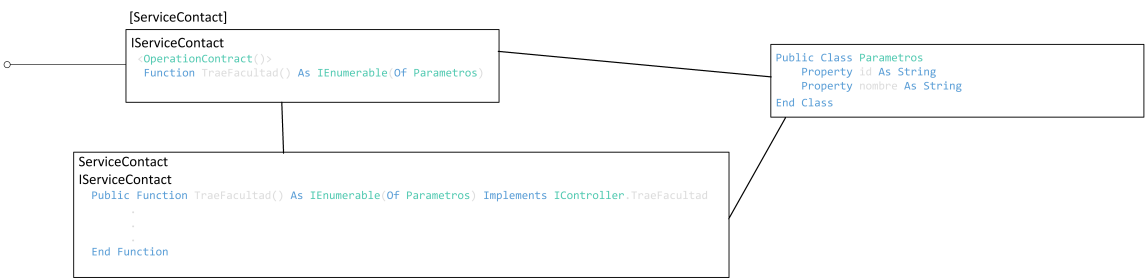 [ServiceContact]
IServiceContact
<OperationContract()>
Function TraeFacultad() As IEnumerable(Of Parametros)
Public Class Parametros
Property id As String
Property nombre As String
End Class
ServiceContact
IServiceContact
Public Function TraeFacultad() As IEnumerable(Of Parametros) Implements IController.TraeFacultad
.
.
.
End Function